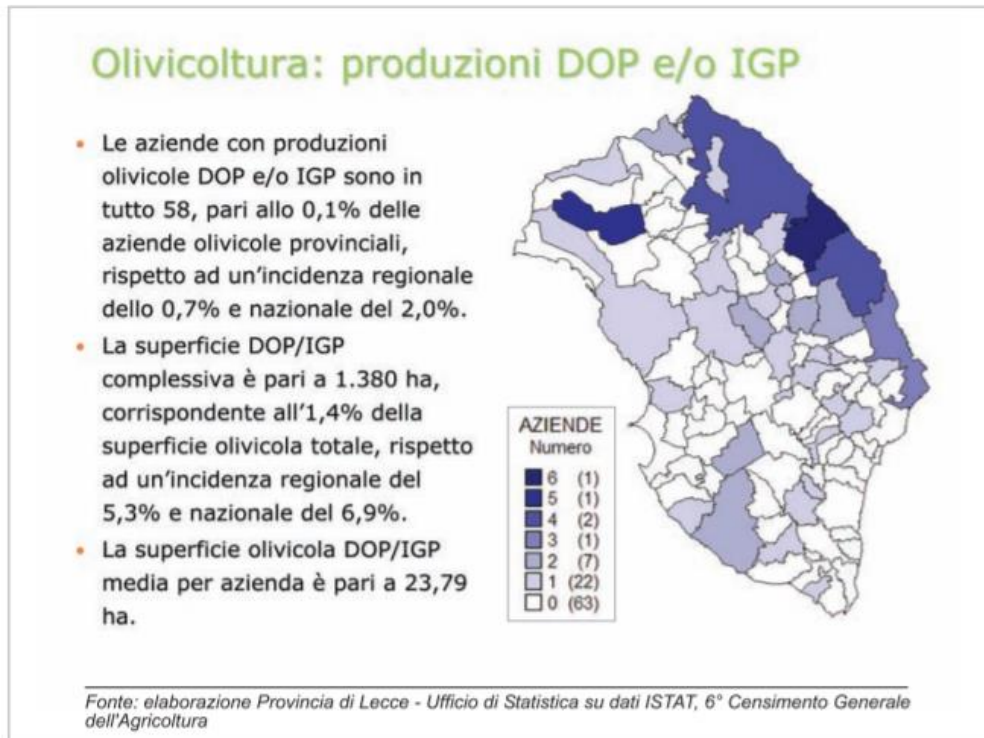 Olivicoltura: produzioni DOP e/o IGP
• Le aziende con produzioni
olivicole DOP e/o IGP sono in
tutto 58, pari allo 0,1% delle
aziende olivicole provinciali,
rispetto ad un'incidenza regionale
dello 0,7% e nazionale del 2,0%.
• La superficie DOP/IGP
complessiva è pari a 1.380 ha,
corrispondente all'1,4% della
superficie olivicola totale, rispetto
ad un'incidenza regionale del
5,3% e nazionale del 6,9%.
• La superficie olivicola DOP/IGP
media per azienda è pari a 23,79
ha.
AZIENDE
Numero
6 (1)
5 (1)
4 (2)
3 (1)
2 (7)
1 (22)
0 (63)
Fonte: elaborazione Provincia di Lecce - Ufficio di Statistica su dati ISTAT, 6° Censimento Generale
dell'Agricoltura